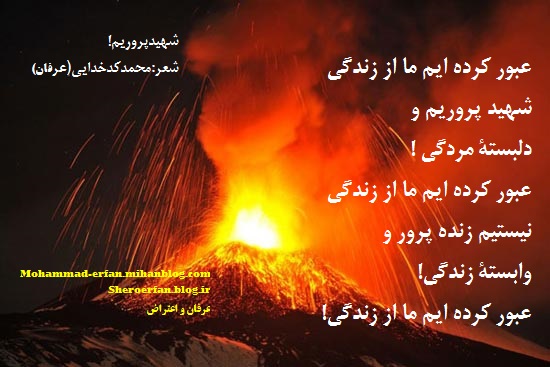 شهیدپروریم!
شعر:محمدکدخدایی(عرفان)
عبور کرده ایم ما از زندگی
شهید پروریم و
دلبستهٔ مردگی !
عبور کرده ایم ما از زندگی
نیستیم زنده پرور و
وابستهٔ زندگی!
عبور کرده ایم ما از زندگی!
Mohammad-erfan.mihanblog.com
Sheroerfan.blog.ir
عرفان و اعتراض